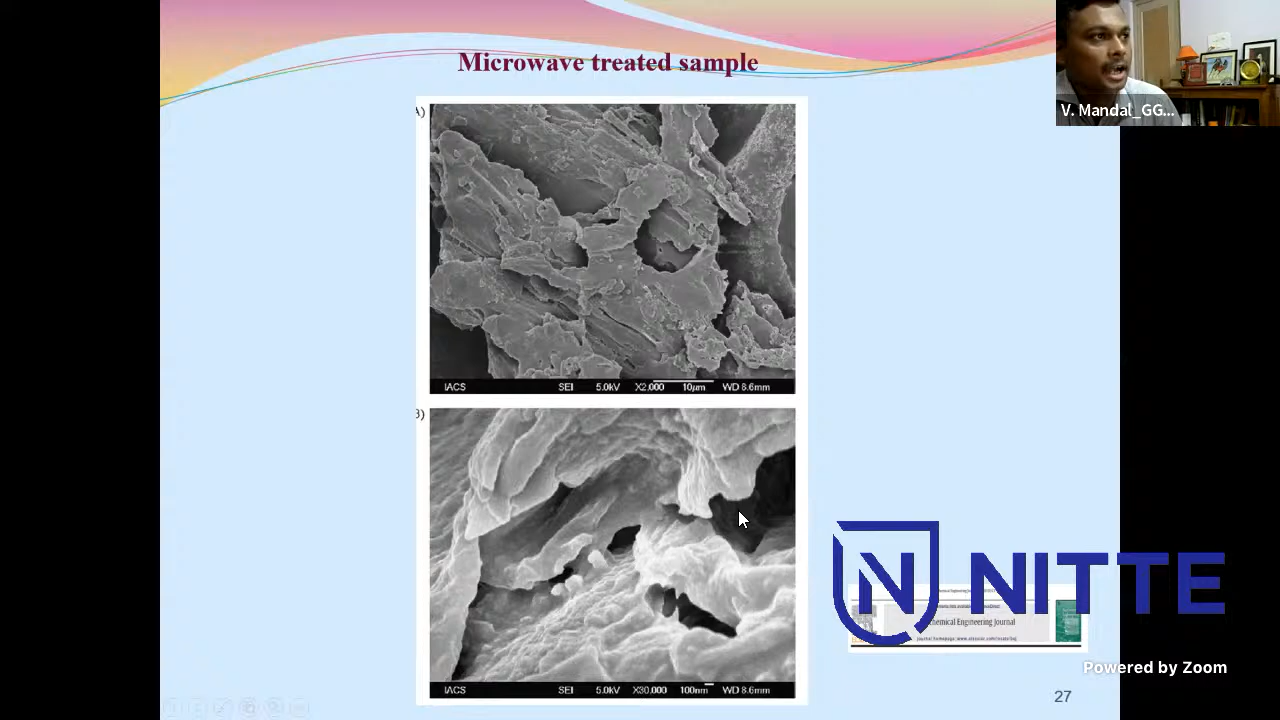 Microwave treated sample
V. Mandal_GG...
A)
IACS SEI 5.0kV X2,000 10µm WD 8.6mm
B)
IACS SEI 5.0kV X30,000 100nm WD 8.6mm
NITTE
Chemical Engineering Journal
Powered by Zoom
27